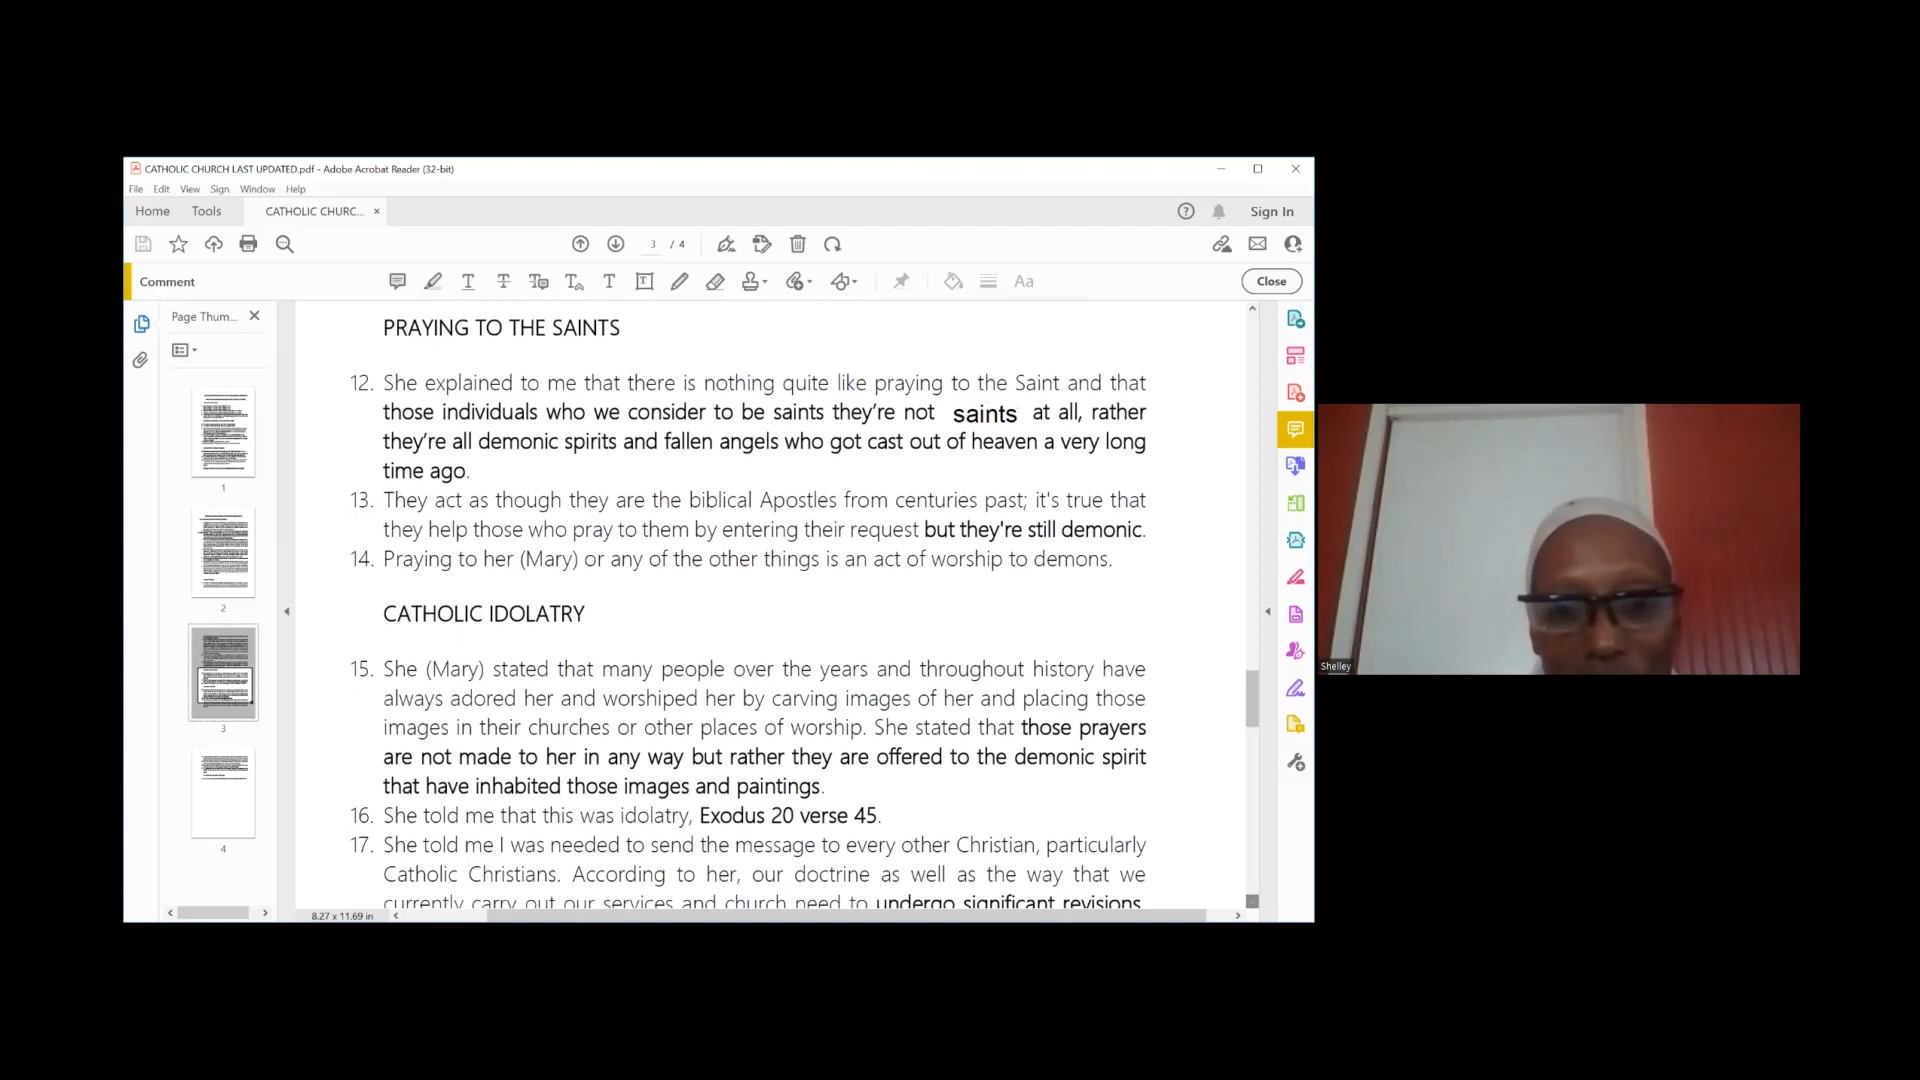 CATHOLIC CHURCH LAST UPDATED.pdf - Adobe Acrobat Reader (32-bit)
File Edit View Sign Window Help
Home Tools CATHOLIC CHURC... × Sign In
3 / 4
Comment Close
Page Thum...
1
2
3
4
PRAYING TO THE SAINTS
12. She explained to me that there is nothing quite like praying to the Saint and that
those individuals who we consider to be saints they're not saints at all, rather
they're all demonic spirits and fallen angels who got cast out of heaven a very long
time ago.
13. They act as though they are the biblical Apostles from centuries past; it's true that
they help those who pray to them by entering their request but they're still demonic.
14. Praying to her (Mary) or any of the other things is an act of worship to demons.
CATHOLIC IDOLATRY
15. She (Mary) stated that many people over the years and throughout history have
always adored her and worshiped her by carving images of her and placing those
images in their churches or other places of worship. She stated that those prayers
are not made to her in any way but rather they are offered to the demonic spirit
that have inhabited those images and paintings.
16. She told me that this was idolatry, Exodus 20 verse 45.
17. She told me I was needed to send the message to every other Christian, particularly
Catholic Christians. According to her, our doctrine as well as the way that we
currently carry out our services and church need to undergo significant revisions.
8.27 x 11.69 in
Shelley